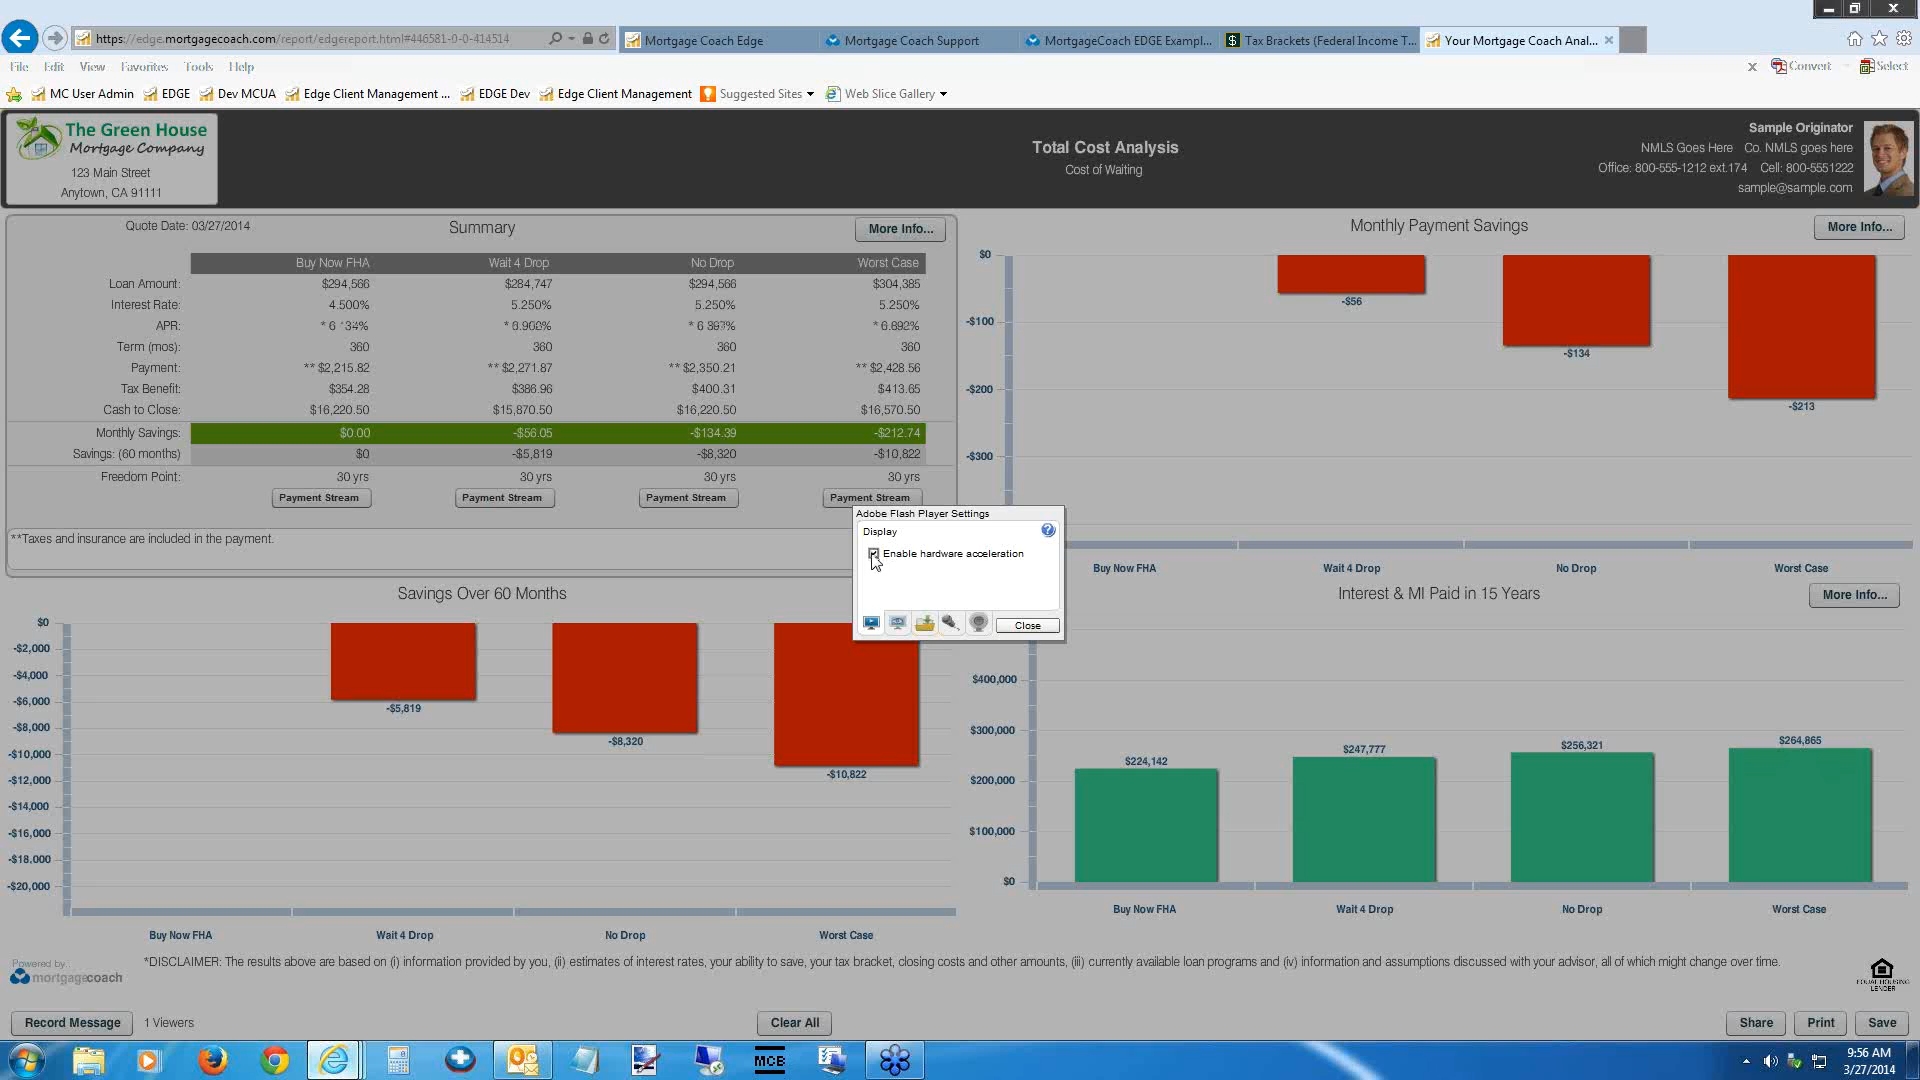 https://edge.mortgagecoach.com/report/edgereport.html#446581-0-0-414514
Mortgage Coach Edge
Mortgage Coach Support
MortgageCoach EDGE Exampl...
Tax Brackets (Federal Income T...
Your Mortgage Coach Anal...
File Edit View Favorites Tools Help
Convert Select
MC User Admin EDGE Dev MCUA Edge Client Management ... EDGE Dev Edge Client Management Suggested Sites Web Slice Gallery
The Green House
Mortgage Company
123 Main Street
Anytown, CA 91111
Total Cost Analysis
Cost of Waiting
Sample Originator
NMLS Goes Here Co. NMLS goes here
Office: 800-555-1212 ext.174 Cell: 800-5551222
sample@sample.com
Quote Date: 03/27/2014 Summary More Info...
Buy Now FHA Wait 4 Drop No Drop Worst Case
Loan Amount: $294,566 $284,747 $294,566 $304,385
Interest Rate: 4.500% 5.250% 5.250% 5.250%
APR: * 6.892%
Term (mos): 360 360 360 360
Payment: ** $2,215.82 ** $2,271.87 ** $2,350.21 ** $2,428.56
Tax Benefit: $354.28 $386.96 $400.31 $413.65
Cash to Close: $16,220.50 $15,870.50 $16,220.50 $16,570.50
Monthly Savings: $0.00 -$56.05 -$134.39 -$212.74
Savings: (60 months) $0 -$5,819 -$8,320 -$10,822
Freedom Point: 30 yrs 30 yrs 30 yrs 30 yrs
Payment Stream Payment Stream Payment Stream Payment Stream
**Taxes and insurance are included in the payment.
Monthly Payment Savings More Info...
$0
-$100
-$200
-$300
-$56
-$134
-$213
Buy Now FHA Wait 4 Drop No Drop Worst Case
Adobe Flash Player Settings
Display
?
Enable hardware acceleration
Close
Savings Over 60 Months
$0
-$2,000
-$4,000
-$6,000
-$8,000
-$10,000
-$12,000
-$14,000
-$16,000
-$18,000
-$20,000
-$5,819
-$8,320
-$10,822
Buy Now FHA Wait 4 Drop No Drop Worst Case
Interest & MI Paid in 15 Years More Info...
$400,000
$300,000
$200,000
$100,000
$0
$224,142
$247,777
$256,321
$264,865
Buy Now FHA Wait 4 Drop No Drop Worst Case
Powered by...
mortgagecoach
*DISCLAIMER: The results above are based on (i) information provided by you, (ii) estimates of interest rates, your ability to save, your tax bracket, closing costs and other amounts, (iii) currently available loan programs and (iv) information and assumptions discussed with your advisor, all of which might change over time.
EQUAL HOUSING
LENDER
Record Message 1 Viewers Clear All Share Print Save
MCB
9:56 AM
3/27/2014